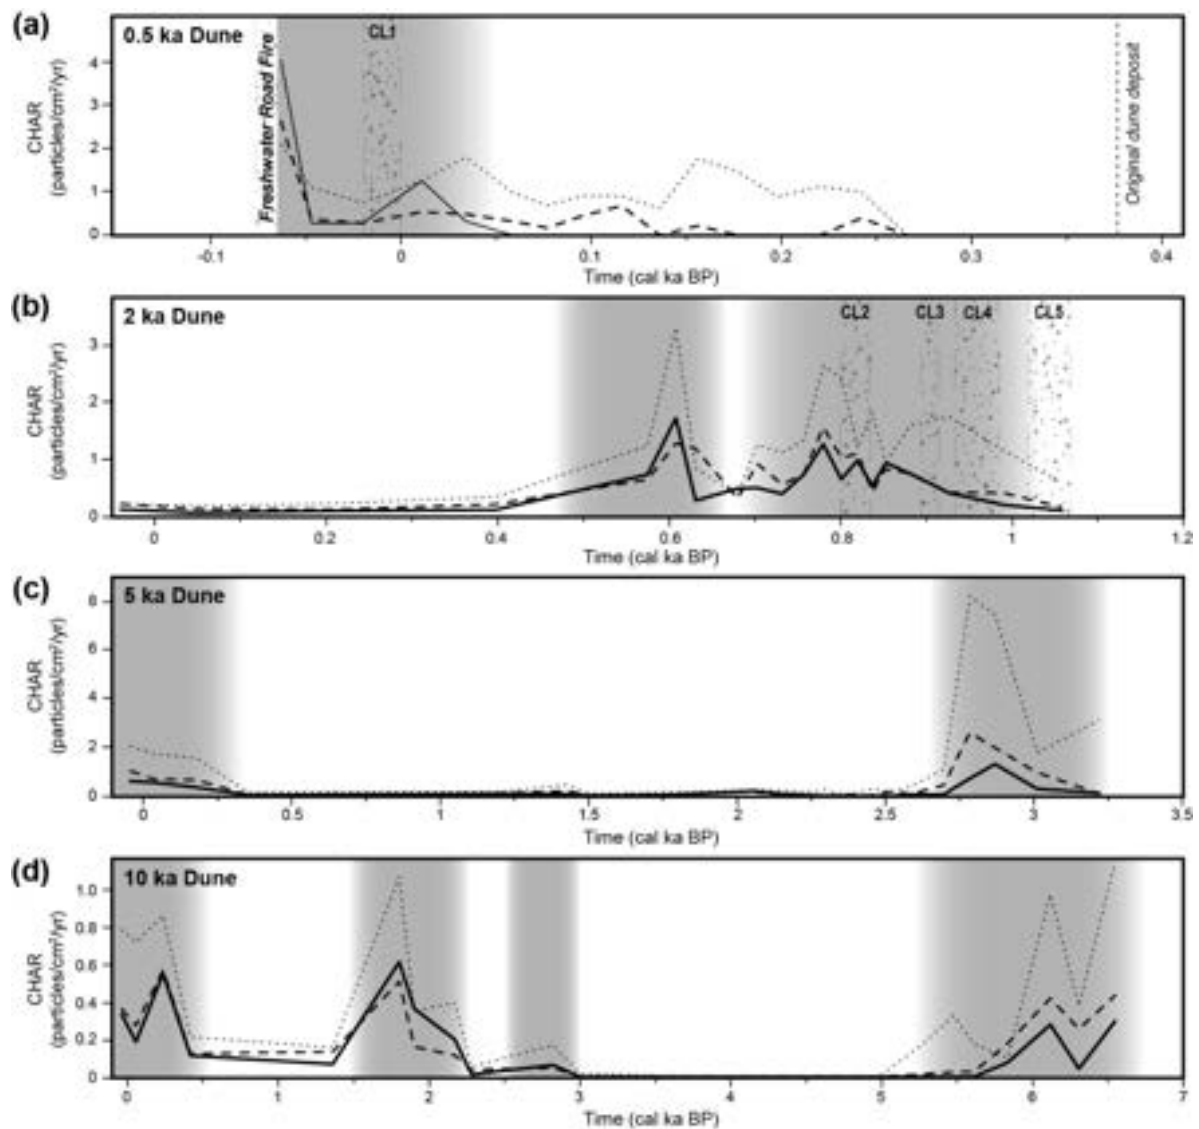 (a)
0.5 ka Dune
CL1
Freshwater Road Fire
Original dune deposit
CHAR
(particles/cm²/yr)
4
3
2
1
0
-0.1 0 0.1 0.2 0.3 0.4
Time (cal ka BP)
(b)
2 ka Dune
CL2 CL3 CL4 CL5
CHAR
(particles/cm²/yr)
3
2
1
0
0 0.2 0.4 0.6 0.8 1 1.2
Time (cal ka BP)
(c)
5 ka Dune
CHAR
(particles/cm²/yr)
8
6
4
2
0
0 0.5 1 1.5 2 2.5 3 3.5
Time (cal ka BP)
(d)
10 ka Dune
CHAR
(particles/cm²/yr)
1.0
0.8
0.6
0.4
0.2
0
0 1 2 3 4 5 6 7
Time (cal ka BP)